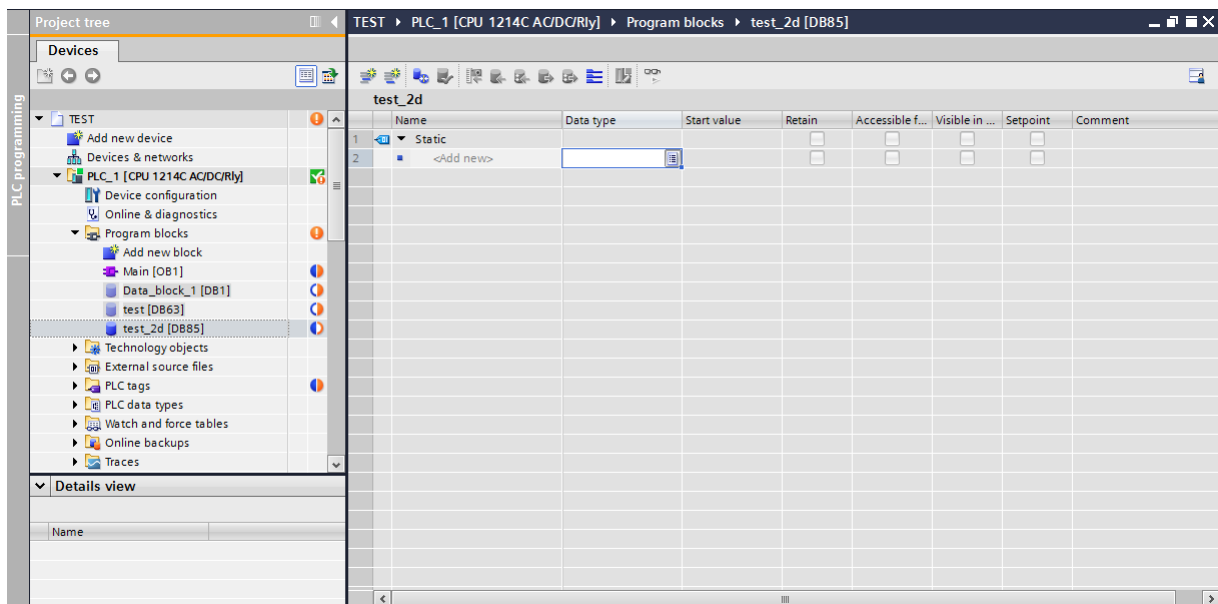 Project tree
TEST PLC_1 [CPU 1214C AC/DC/Rly] Program blocks test_2d [DB85]
Devices
PLC programming
TEST
Add new device
Devices & networks
PLC_1 [CPU 1214C AC/DC/Rly]
Device configuration
Online & diagnostics
Program blocks
Add new block
Main [OB1]
Data_block_1 [DB1]
test [DB63]
test_2d [DB85]
Technology objects
External source files
PLC tags
PLC data types
Watch and force tables
Online backups
Traces
Details view
Name
test_2d
Name Data type Start value Retain Accessible f... Visible in ... Setpoint Comment
1 Static
2 <Add new>